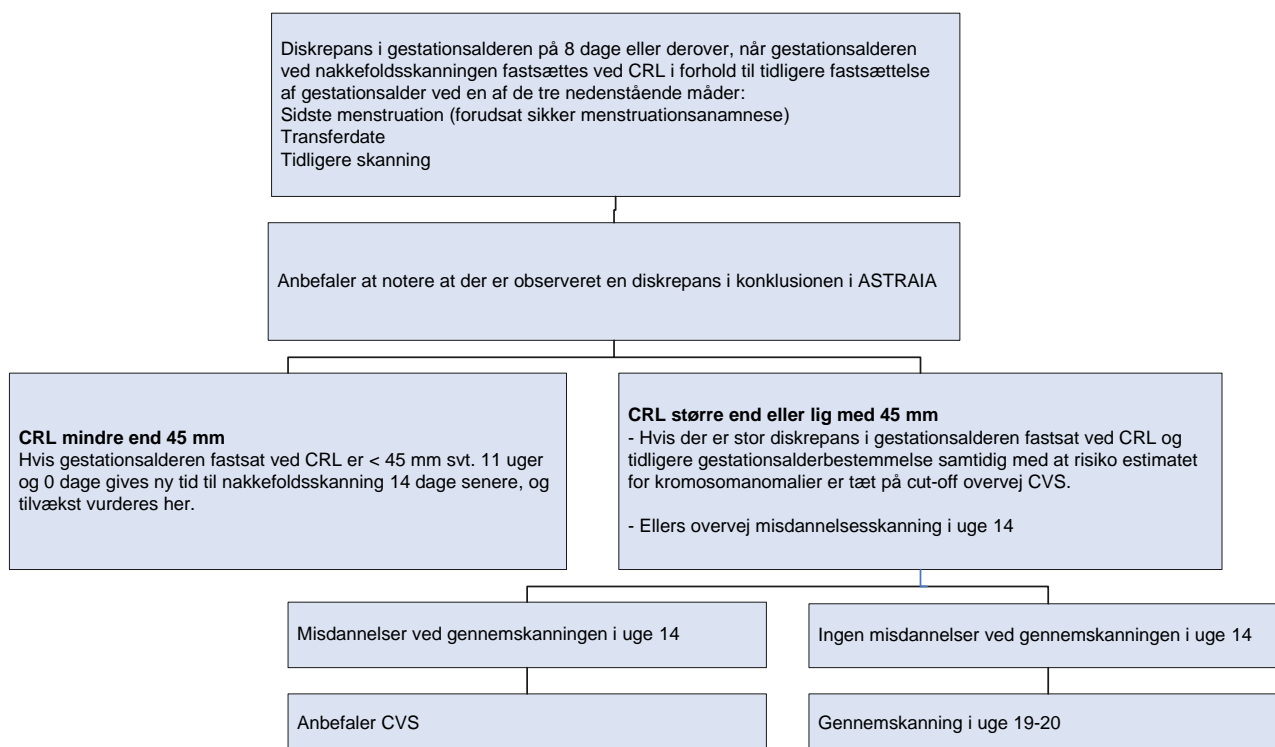 Diskrepans i gestationsalderen på 8 dage eller derover, når gestationsalderen
ved nakkefoldsskanningen fastsættes ved CRL i forhold til tidligere fastsættelse
af gestationsalder ved en af de tre nedenstående måder:
Sidste menstruation (forudsat sikker menstruationsanamnese)
Transferdate
Tidligere skanning
Anbefaler at notere at der er observeret en diskrepans i konklusionen i ASTRAIA
CRL mindre end 45 mm
Hvis gestationsalderen fastsat ved CRL er < 45 mm svt. 11 uger
og 0 dage gives ny tid til nakkefoldsskanning 14 dage senere, og
tilvækst vurderes her.
CRL større end eller lig med 45 mm
- Hvis der er stor diskrepans i gestationsalderen fastsat ved CRL og
tidligere gestationsalderbestemmelse samtidig med at risiko estimatet
for kromosomanomalier er tæt på cut-off overvej CVS.
- Ellers overvej misdannelsesskanning i uge 14
Misdannelser ved gennemskanningen i uge 14
Ingen misdannelser ved gennemskanningen i uge 14
Anbefaler CVS
Gennemskanning i uge 19-20